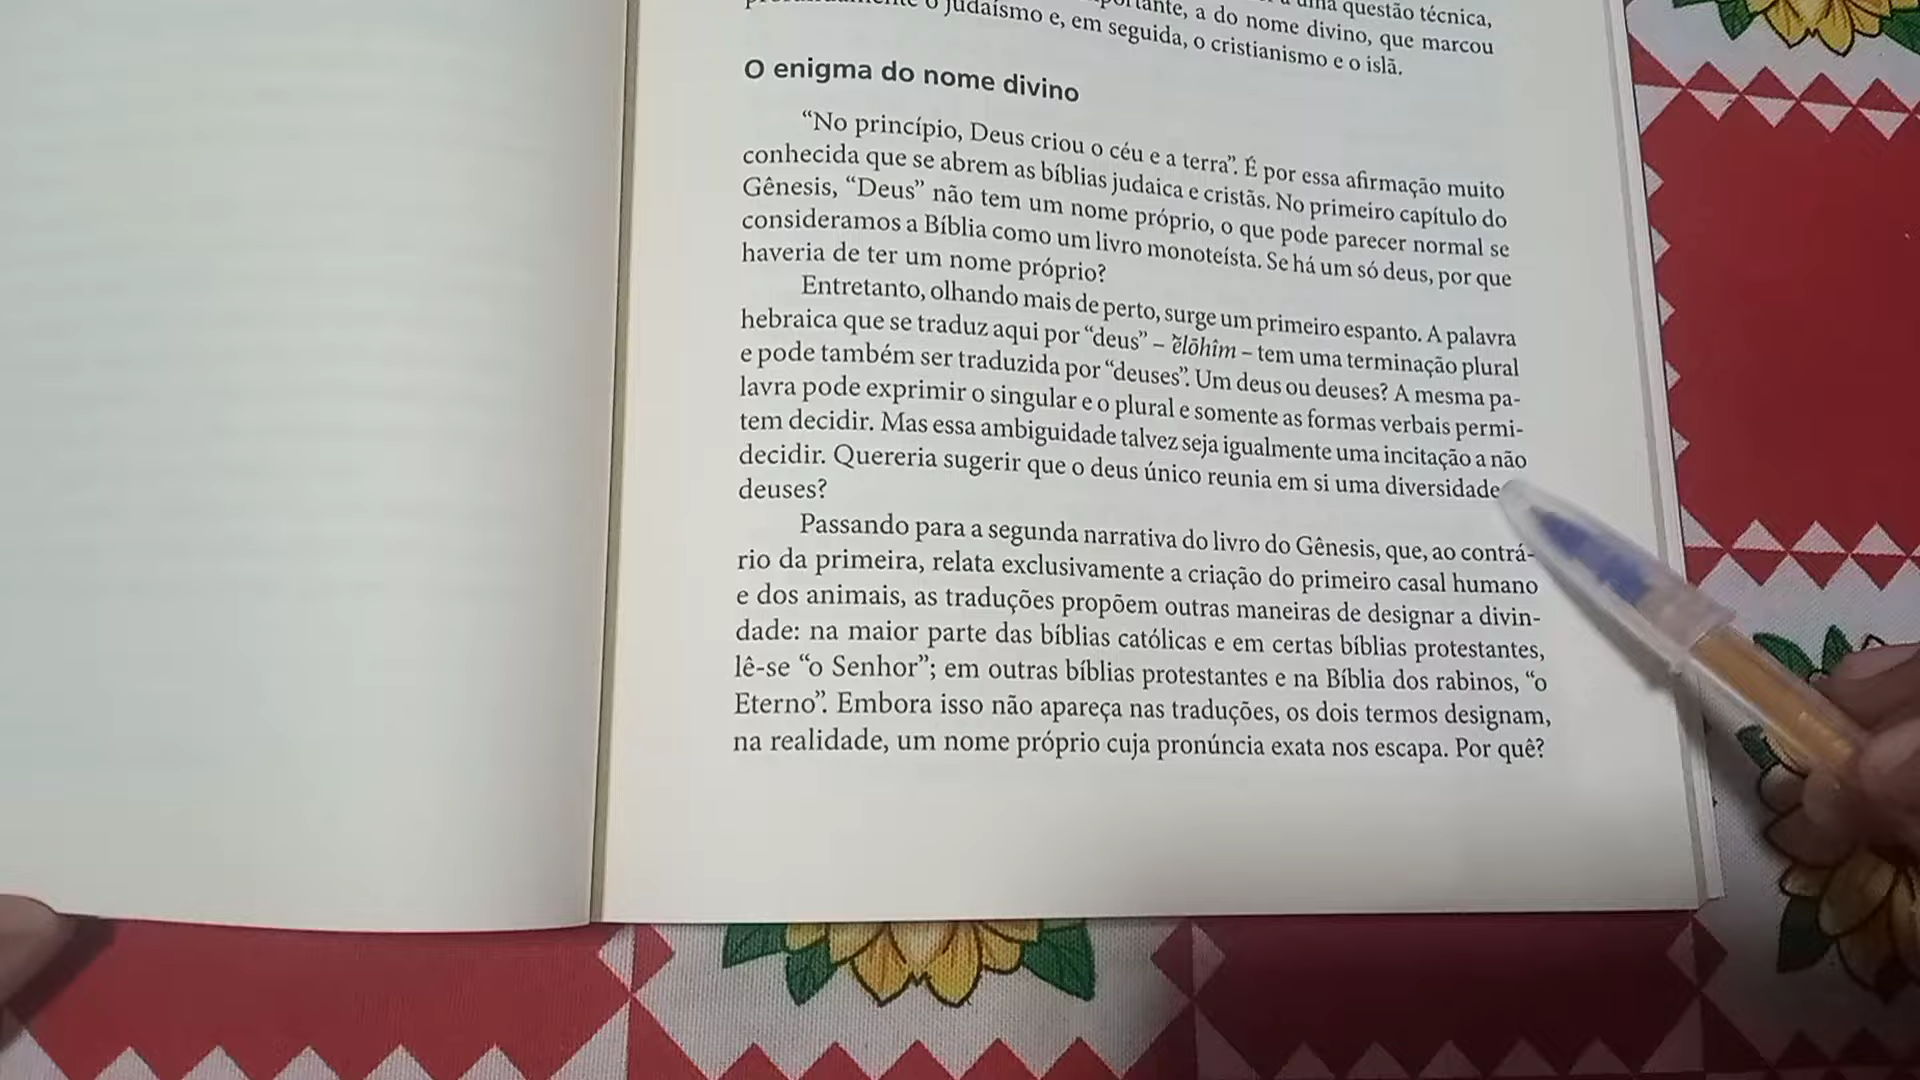 uma questão técnica,
a do nome divino, que marcou
o judaísmo e, em seguida, o cristianismo e o islã.
O enigma do nome divino
“No princípio, Deus criou o céu e a terra”. É por essa afirmação muito
conhecida que se abrem as bíblias judaica e cristãs. No primeiro capítulo do
Gênesis, “Deus” não tem um nome próprio, o que pode parecer normal se
consideramos a Bíblia como um livro monoteísta. Se há um só deus, por que
haveria de ter um nome próprio?
Entretanto, olhando mais de perto, surge um primeiro espanto. A palavra
hebraica que se traduz aqui por “deus” – ʾĕlōhîm – tem uma terminação plural
e pode também ser traduzida por “deuses”. Um deus ou deuses? A mesma pa-
lavra pode exprimir o singular e o plural e somente as formas verbais permi-
tem decidir. Mas essa ambiguidade talvez seja igualmente uma incitação a não
decidir. Quereria sugerir que o deus único reunia em si uma diversidade
deuses?
Passando para a segunda narrativa do livro do Gênesis, que, ao contrá-
rio da primeira, relata exclusivamente a criação do primeiro casal humano
e dos animais, as traduções propõem outras maneiras de designar a divin-
dade: na maior parte das bíblias católicas e em certas bíblias protestantes,
lê-se “o Senhor”; em outras bíblias protestantes e na Bíblia dos rabinos, “o
Eterno”. Embora isso não apareça nas traduções, os dois termos designam,
na realidade, um nome próprio cuja pronúncia exata nos escapa. Por quê?